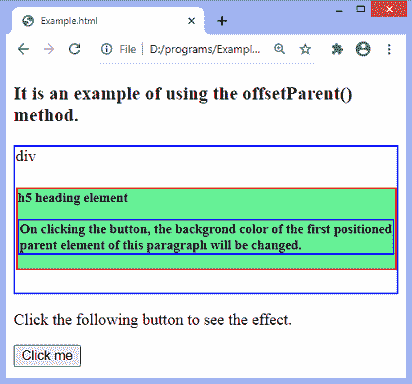 Example.html
File
D:/programs/Exampl...
It is an example of using the offsetParent()
method.
div
h5 heading element
On clicking the button, the backgrond color of the first positioned
parent element of this paragraph will be changed.
Click the following button to see the effect.
Click me